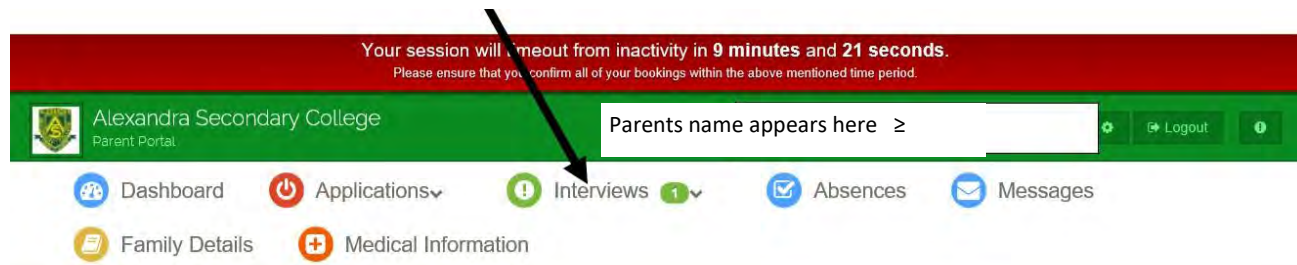 Your session will timeout from inactivity in 9 minutes and 21 seconds.
Please ensure that you confirm all of your bookings within the above mentioned time period.
Alexandra Secondary College
Parent Portal
Parents name appears here ≥
Logout
Dashboard Applications Interviews 1 Absences Messages
Family Details Medical Information